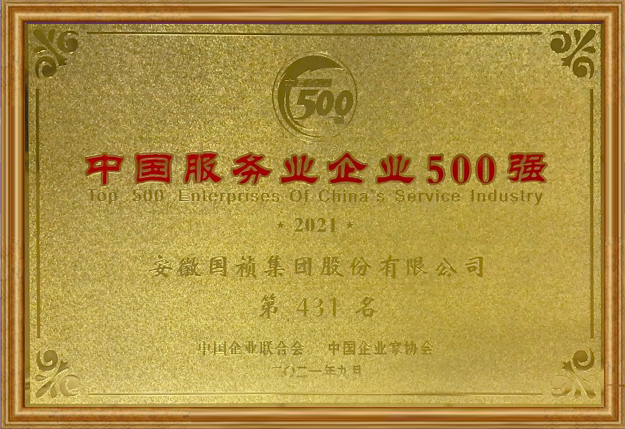 500
中国服务业企业500强
Top 500 Enterprises Of China's Service Industry
* 2021 *
安徽国祯集团股份有限公司
第 431 名
中国企业联合会 中国企业家协会
二〇二一年九月